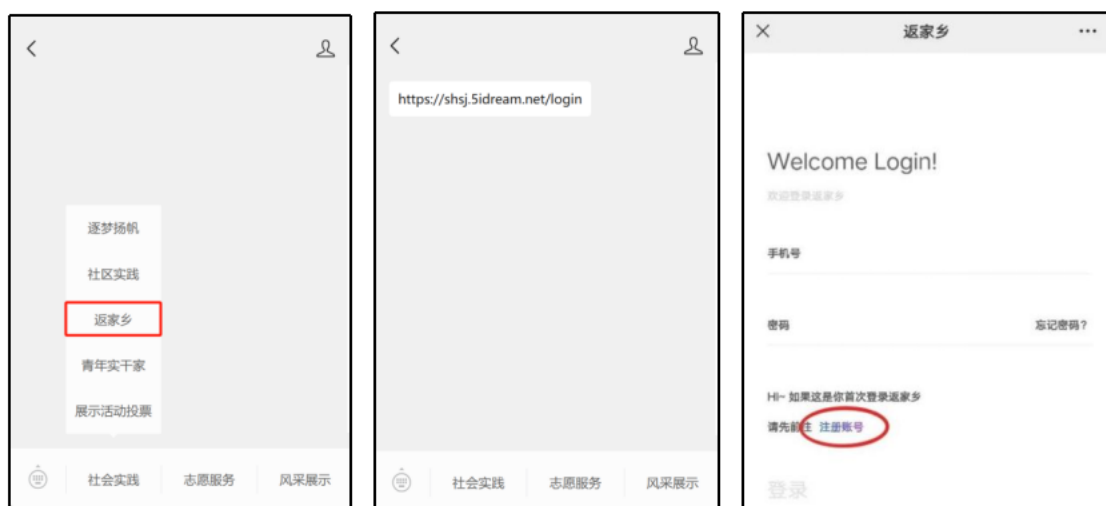 逐梦扬帆
社区实践
返家乡
青年实干家
展示活动投票
社会实践
志愿服务
风采展示
https://shsj.5idream.net/login
社会实践
志愿服务
风采展示
返家乡
Welcome Login!
欢迎登录返家乡
手机号
密码 忘记密码?
Hi~ 如果这是你首次登录返家乡
请先前往 注册账号
登录